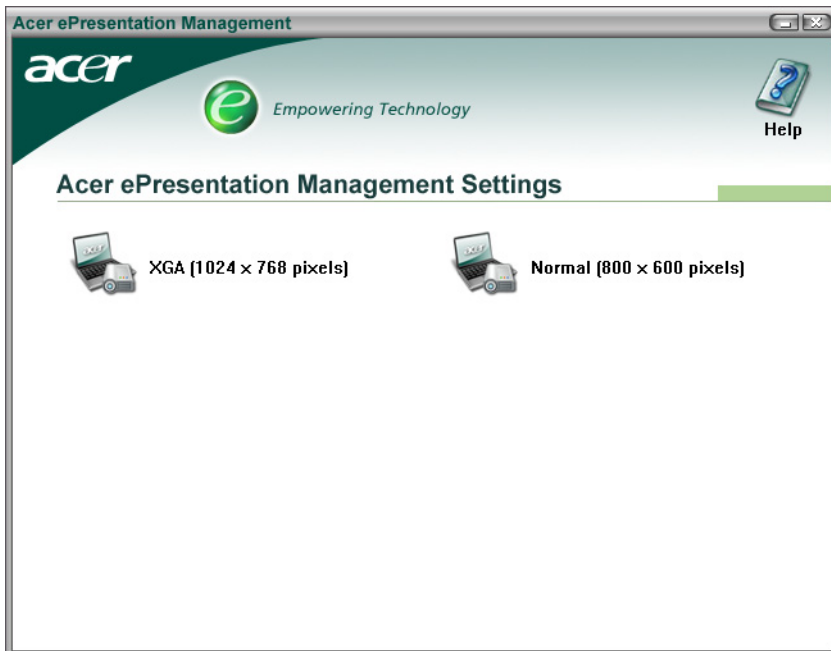 Acer ePresentation Management
acer
e Empowering Technology
Help
Acer ePresentation Management Settings
XGA (1024 x 768 pixels)
Normal (800 x 600 pixels)